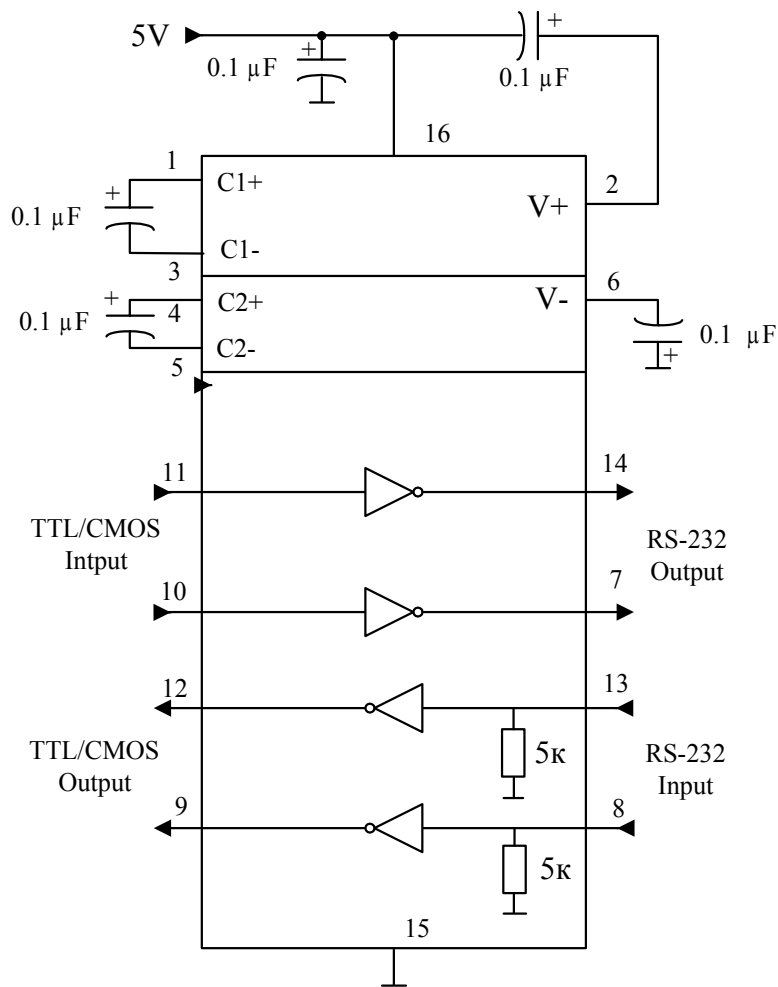 5V
+
0.1 µF
+
0.1 µF
16
1
C1+
2
+
V+
0.1 µF
C1-
3
6
+
4
C2+
V-
0.1 µF
0.1 µF
C2-
+
5
11
14
TTL/CMOS
Intput
RS-232
Output
10
7
12
13
TTL/CMOS
Output
5к
RS-232
Input
9
8
5к
15